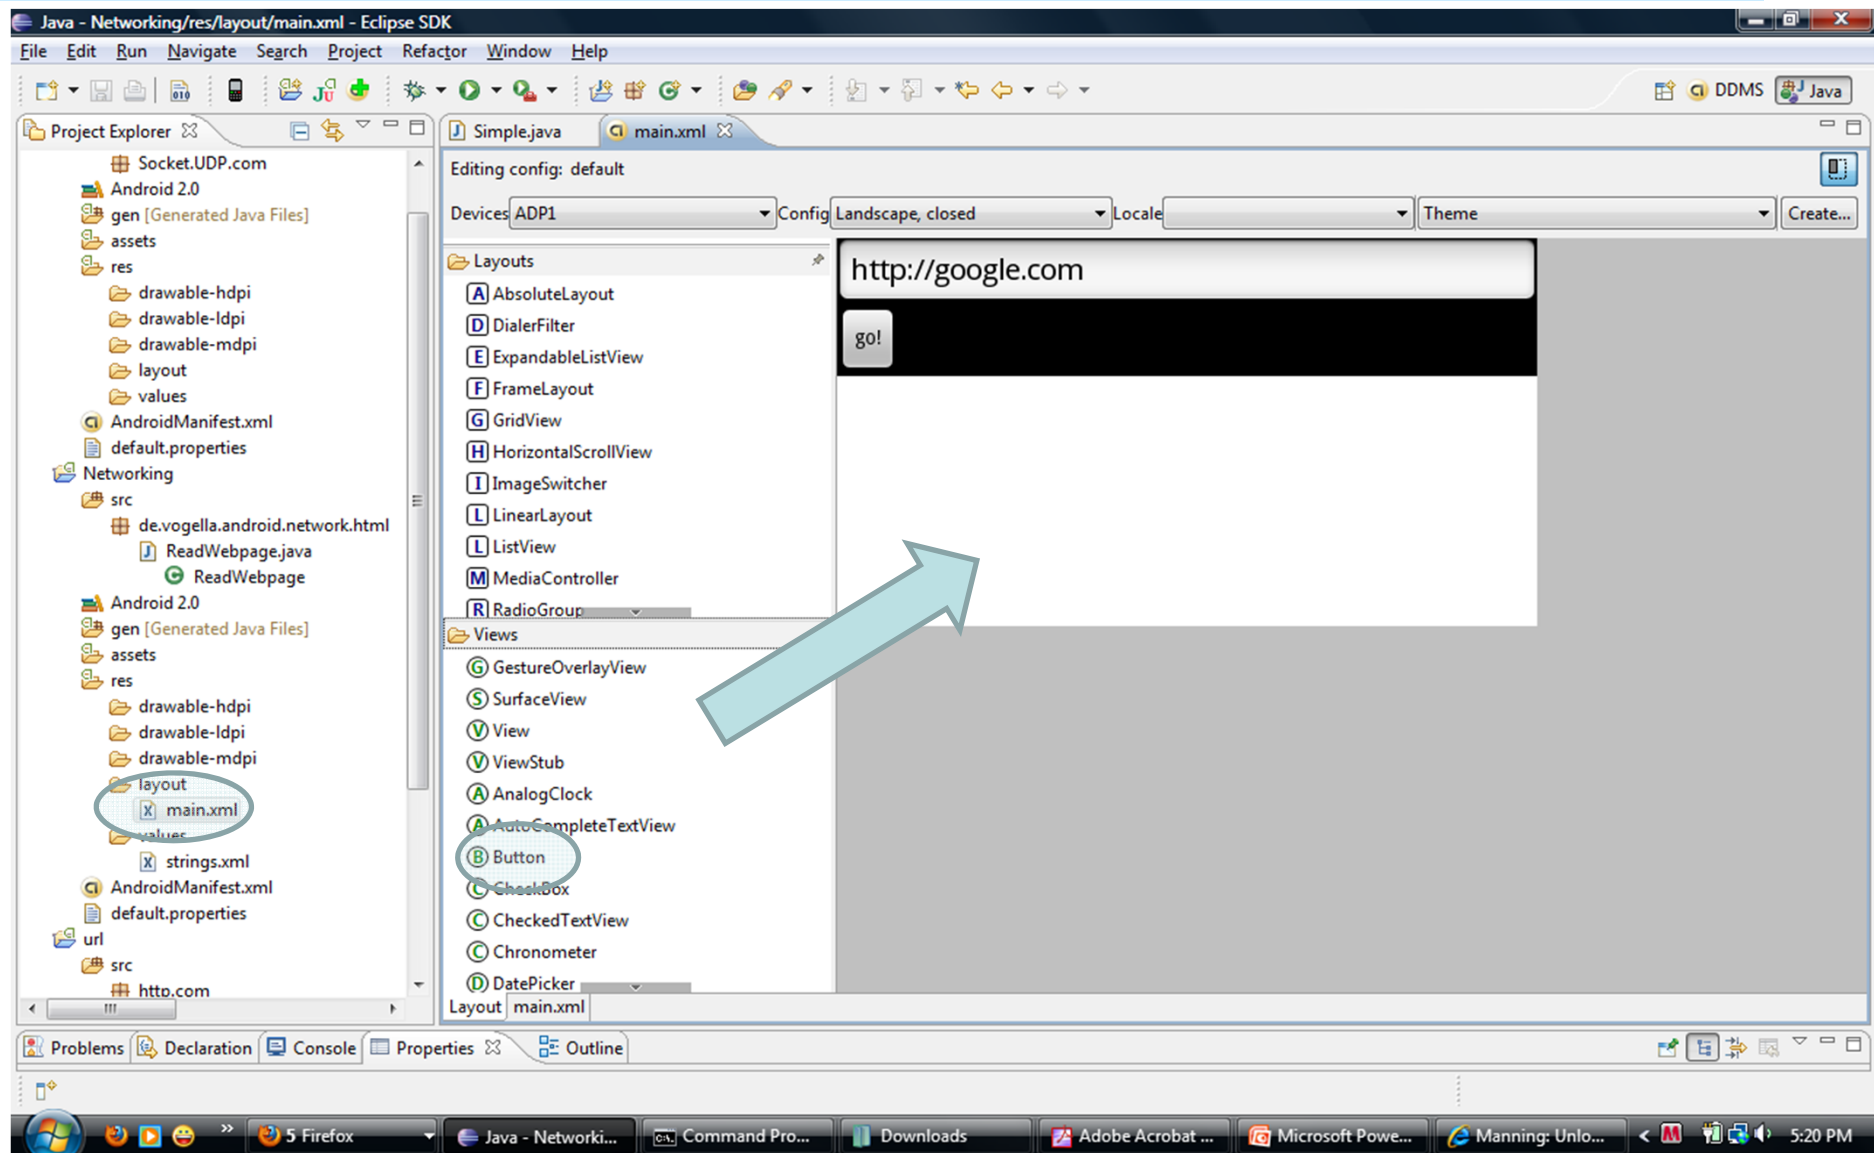 Java - Networking/res/layout/main.xml - Eclipse SDK
File Edit Run Navigate Search Project Refactor Window Help
DDMS Java
Project Explorer
Socket.UDP.com
Android 2.0
gen [Generated Java Files]
assets
res
drawable-hdpi
drawable-ldpi
drawable-mdpi
layout
values
AndroidManifest.xml
default.properties
Networking
src
de.vogella.android.network.html
ReadWebpage.java
ReadWebpage
Android 2.0
gen [Generated Java Files]
assets
res
drawable-hdpi
drawable-ldpi
drawable-mdpi
layout
main.xml
values
strings.xml
AndroidManifest.xml
default.properties
url
src
http.com
Simple.java main.xml
Editing config: default
Devices ADP1 Config Landscape, closed Locale Theme Create...
Layouts
AbsoluteLayout
DialerFilter
ExpandableListView
FrameLayout
GridView
HorizontalScrollView
ImageSwitcher
LinearLayout
ListView
MediaController
RadioGroup
Views
GestureOverlayView
SurfaceView
View
ViewStub
AnalogClock
AutoCompleteTextView
Button
CheckBox
CheckedTextView
Chronometer
DatePicker
Layout main.xml
http://google.com
go!
Problems Declaration Console Properties Outline
5 Firefox Java - Networki... Command Pro... Downloads Adobe Acrobat ... Microsoft Powe... Manning: Unlo... 5:20 PM